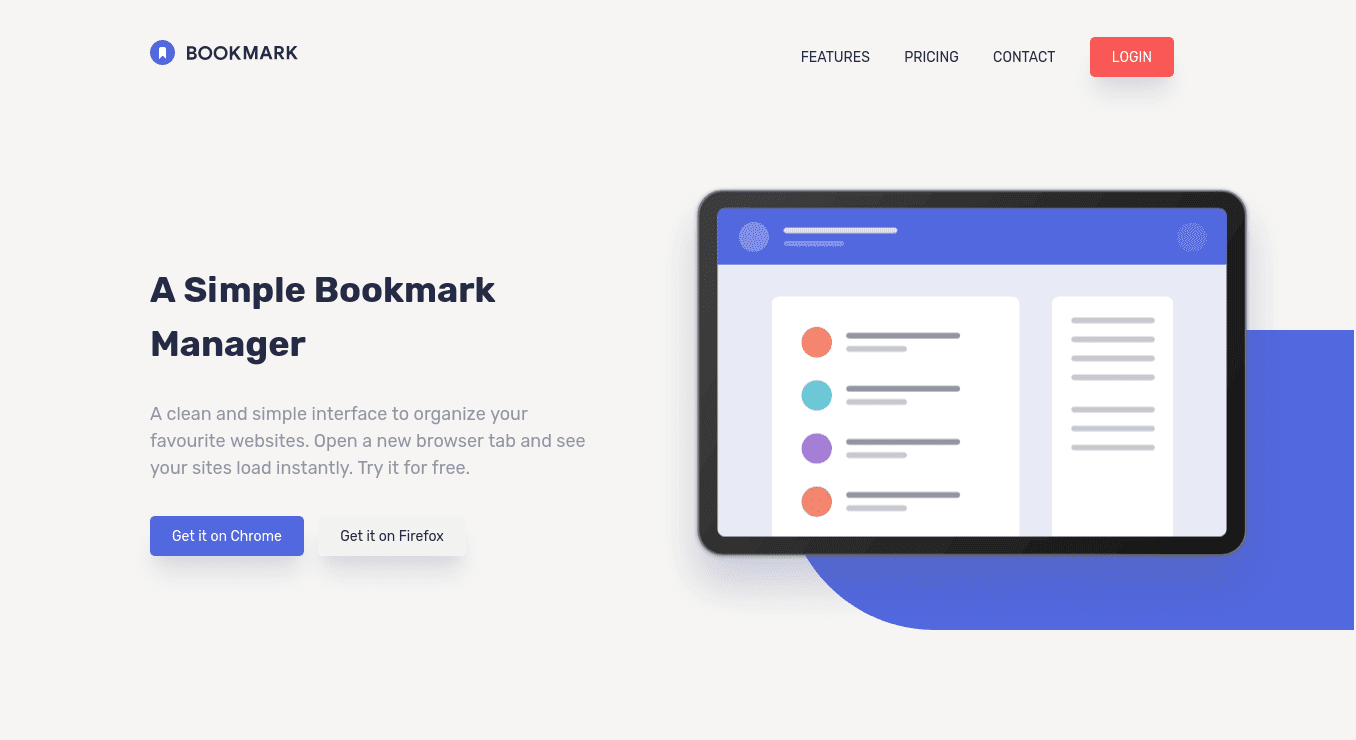 BOOKMARK
FEATURES PRICING CONTACT LOGIN
A Simple Bookmark
Manager
A clean and simple interface to organize your
favourite websites. Open a new browser tab and see
your sites load instantly. Try it for free.
Get it on Chrome Get it on Firefox